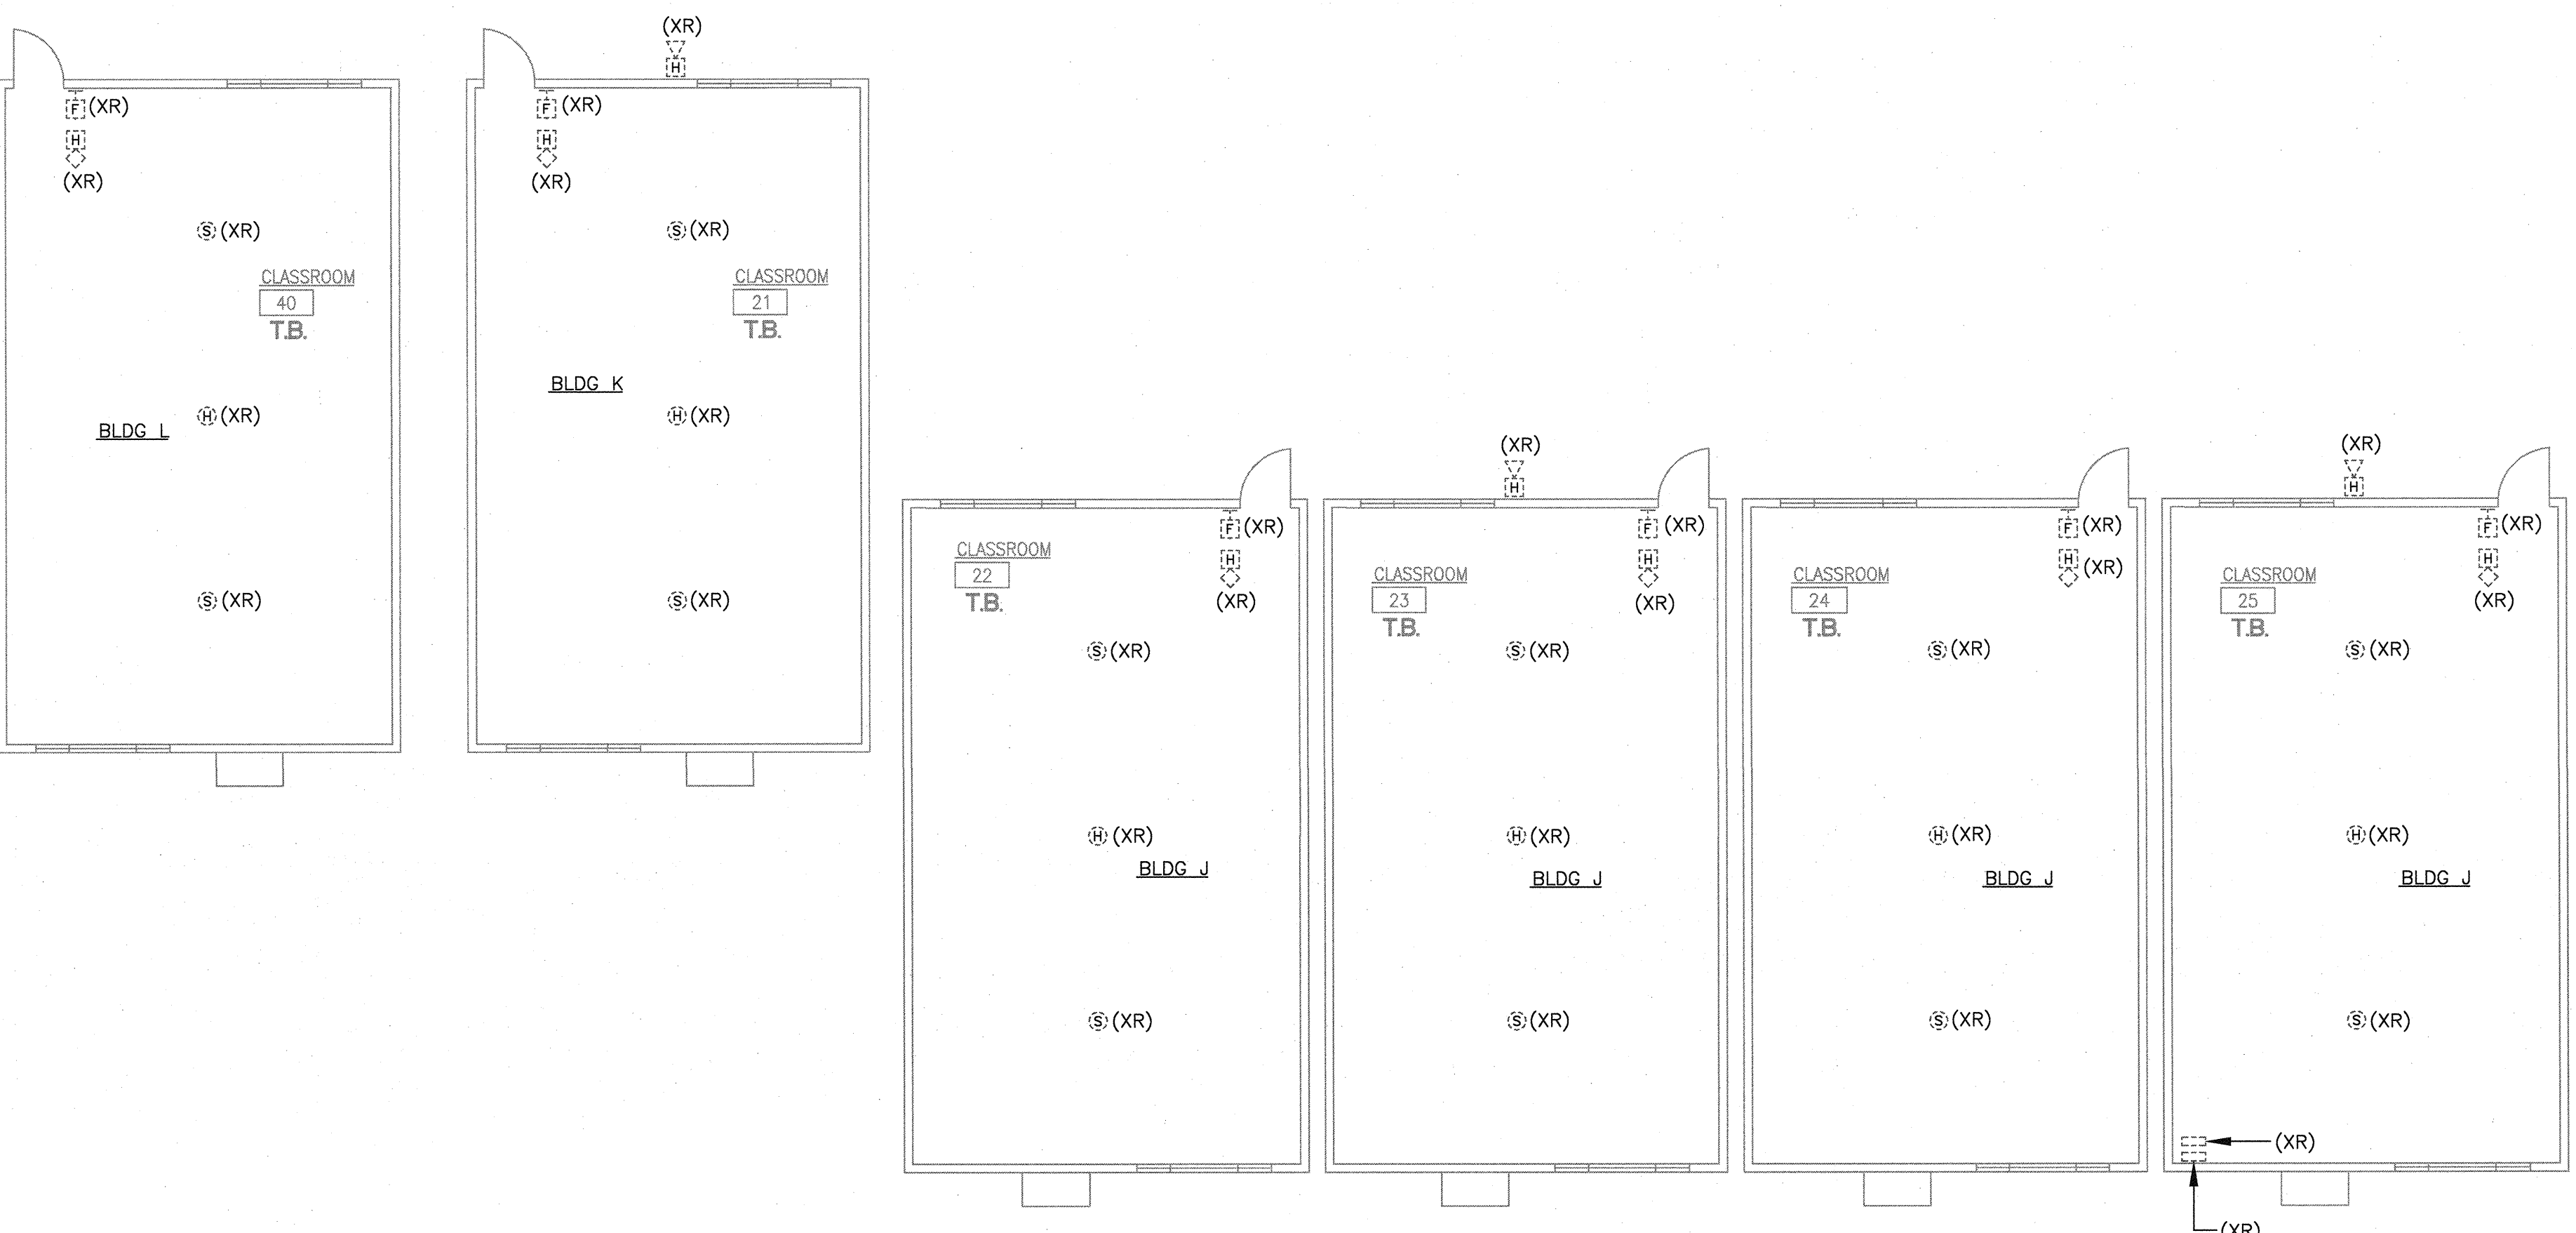 (XR)
H
F (XR)
H
(XR)
S (XR)
CLASSROOM
40
T.B.
H (XR)
BLDG L
S (XR)
F (XR)
H
(XR)
S (XR)
CLASSROOM
21
T.B.
BLDG K
H (XR)
S (XR)
F (XR)
CLASSROOM
22
T.B.
H
(XR)
S (XR)
H (XR)
BLDG J
S (XR)
(XR)
H
F (XR)
CLASSROOM
23
T.B.
H
(XR)
S (XR)
H (XR)
BLDG J
S (XR)
F (XR)
H (XR)
CLASSROOM
24
T.B.
S (XR)
H (XR)
BLDG J
S (XR)
(XR)
H
F (XR)
H
CLASSROOM
25
T.B.
(XR)
S (XR)
H (XR)
BLDG J
S (XR)
(XR)
(XR)